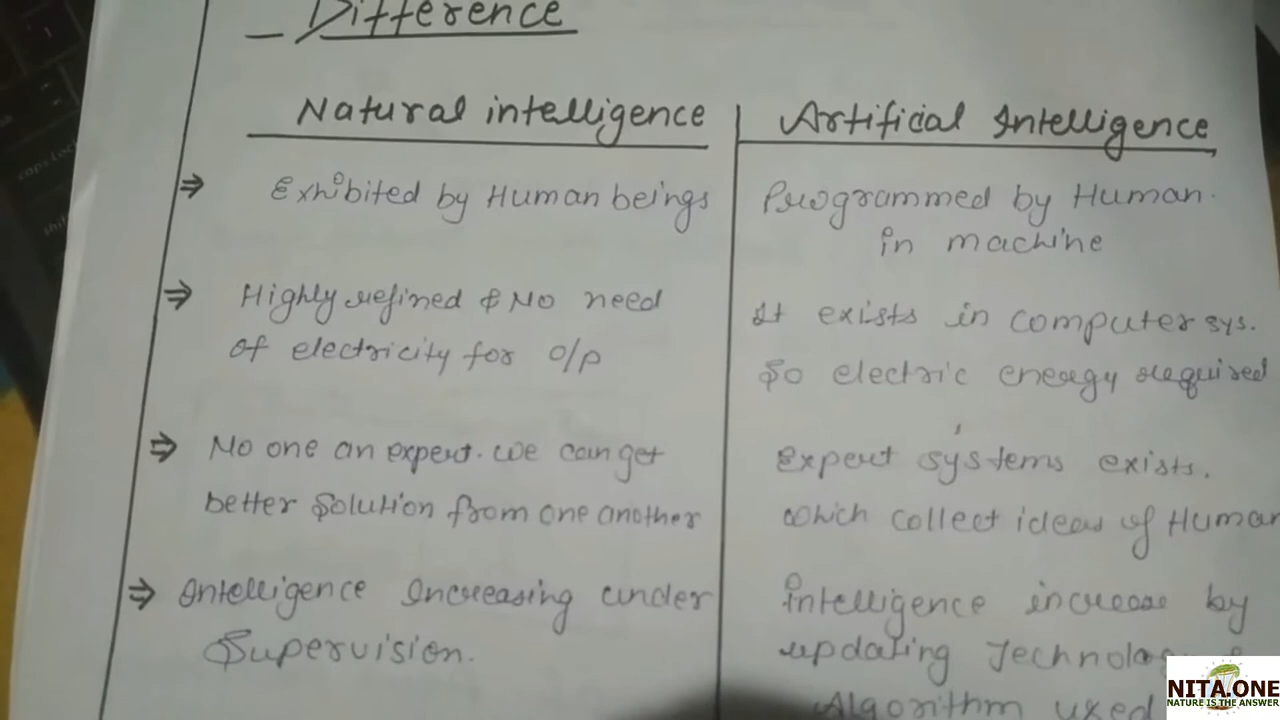 Difference
Natural intelligence
Artificial Intelligence
⇒ Exhibited by Human beings
Programmed by Human.
in machine
⇒ Highly refined & No need
of electricity for o/p
It exists in computer sys.
So electric energy required
⇒ No one an expert. we can get
better solution from one another
Expert systems exists.
which collect ideas of Human
⇒ Intelligence Increasing under
Supervision.
intelligence increase by
updating
Algorithm used
NITA.ONE
NATURE IS THE ANSWER
caps lock